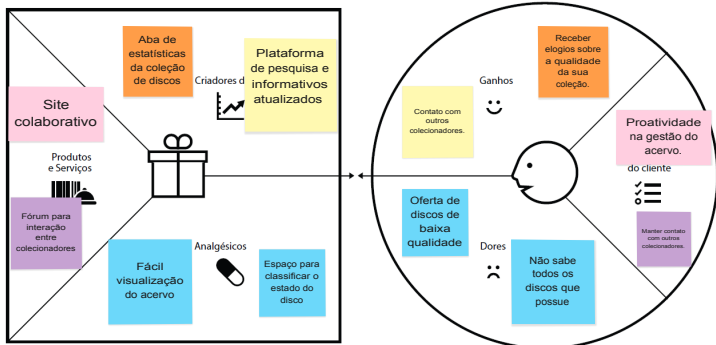 Aba de
estatísticas
da coleção
de discos
Criadores d
Plataforma
de pesquisa e
informativos
atualizados
Site
colaborativo
Produtos
e Serviços
Fórum para
interação
entre
colecionadores
Analgésicos
Fácil
visualização
do acervo
Espaço para
classificar o
estado do
disco
Receber
elogios sobre
a qualidade
da sua
coleção.
Ganhos
Contato com
outros
colecionadores.
Proatividade
na gestão do
acervo.
do cliente
Manter contato
com outros
colecionadores.
Oferta de
discos de
baixa
qualidade
Dores
Não sabe
todos os
discos que
possue